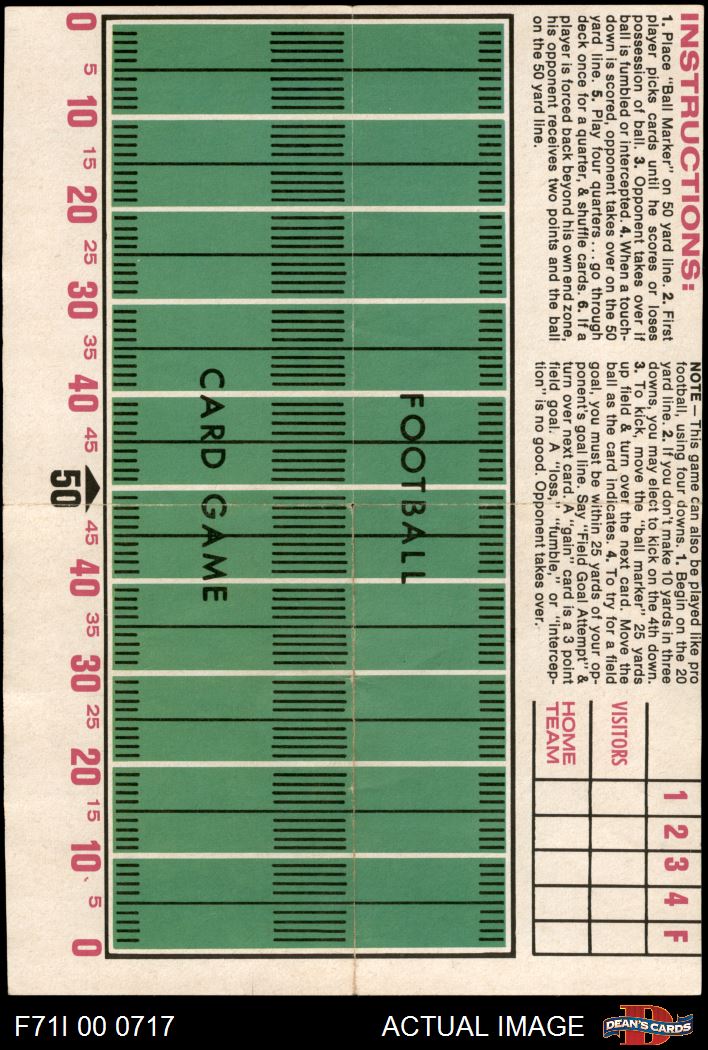 INSTRUCTIONS:
1. Place "Ball Marker" on 50 yard line. 2. First
player picks cards until he scores or loses
possession of ball. 3. Opponent takes over if
ball is fumbled or intercepted. 4. When a touch-
down is scored, opponent takes over on the 50
yard line. 5. Play four quarters... go through
deck once for a quarter, & shuffle cards. 6. If a
player is forced back beyond his own end zone,
his opponent receives two points and the ball
on the 50 yard line.
NOTE — This game can also be played like pro
football, using four downs. 1. Begin on the 20
yard line. 2. If you don't make 10 yards in three
downs, you may elect to kick on the 4th down.
3. To kick, move the "ball marker" 25 yards
up field & turn over the next card. Move the
ball as the card indicates. 4. To try for a field
goal, you must be within 25 yards of your op-
ponent's goal line. Say "Field Goal Attempt" &
turn over next card. A "gain" card is a 3 point
field goal. A "loss," "fumble," or "intercep-
tion" is no good. Opponent takes over.
1 2 3 4 F
VISITORS
HOME
TEAM
FOOTBALL
CARD GAME
0 5 10 15 20 25 30 35 40 45 50 45 40 35 30 25 20 15 10 5 0
F71I 00 0717
ACTUAL IMAGE
D
DEAN'S CARDS